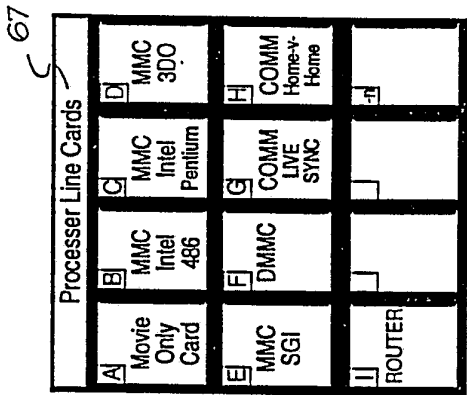 67
Processer Line Cards
A
Movie
Only
Card
B
MMC
Intel
486
C
MMC
Intel
Pentium
D
MMC
3DO
E
MMC
SGI
F
DMMC
G
COMM
LIVE
SYNC
H
COMM
Home-v-
Home
I
ROUTER
-n